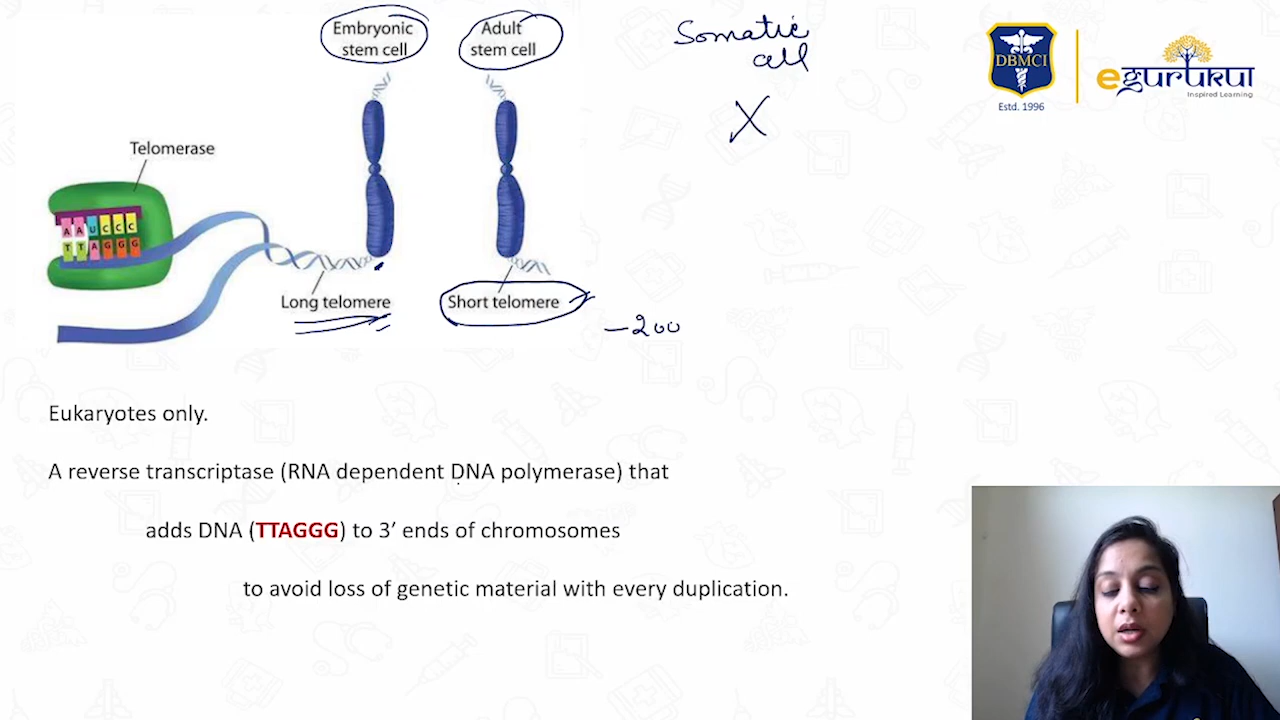 Embryonic
stem cell
Adult
stem cell
Somatic
cell
DBMCI
Estd. 1996
egurukul
Inspired Learning
Telomerase
A A U C C C
T T A G G G
Long telomere
Short telomere
-200
Eukaryotes only.
A reverse transcriptase (RNA dependent DNA polymerase) that
adds DNA (TTAGGG) to 3’ ends of chromosomes
to avoid loss of genetic material with every duplication.